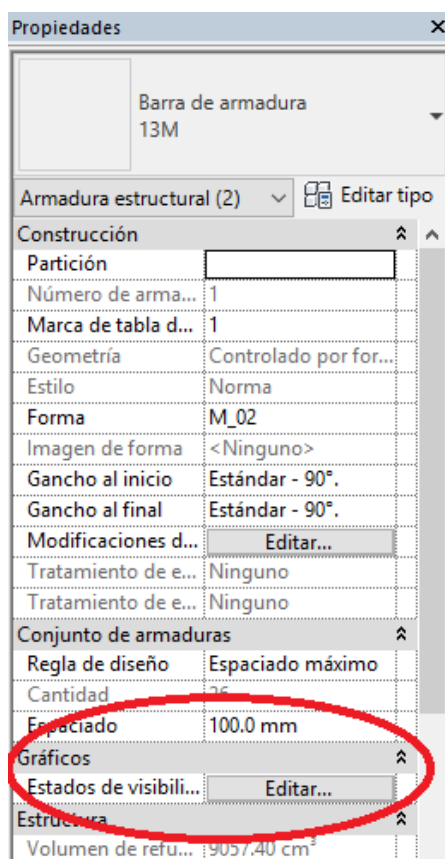 Propiedades
Barra de armadura
13M
Armadura estructural (2) Editar tipo
Construcción
Partición
Número de arma... 1
Marca de tabla d... 1
Geometría Controlado por for...
Estilo Norma
Forma M_02
Imagen de forma <Ninguno>
Gancho al inicio Estándar - 90°.
Gancho al final Estándar - 90°.
Modificaciones d... Editar...
Tratamiento de e... Ninguno
Tratamiento de e... Ninguno
Conjunto de armaduras
Regla de diseño Espaciado máximo
Cantidad 26
Espaciado 100.0 mm
Gráficos
Estados de visibili... Editar...
Estructura
Volumen de refu... 9057.40 cm³